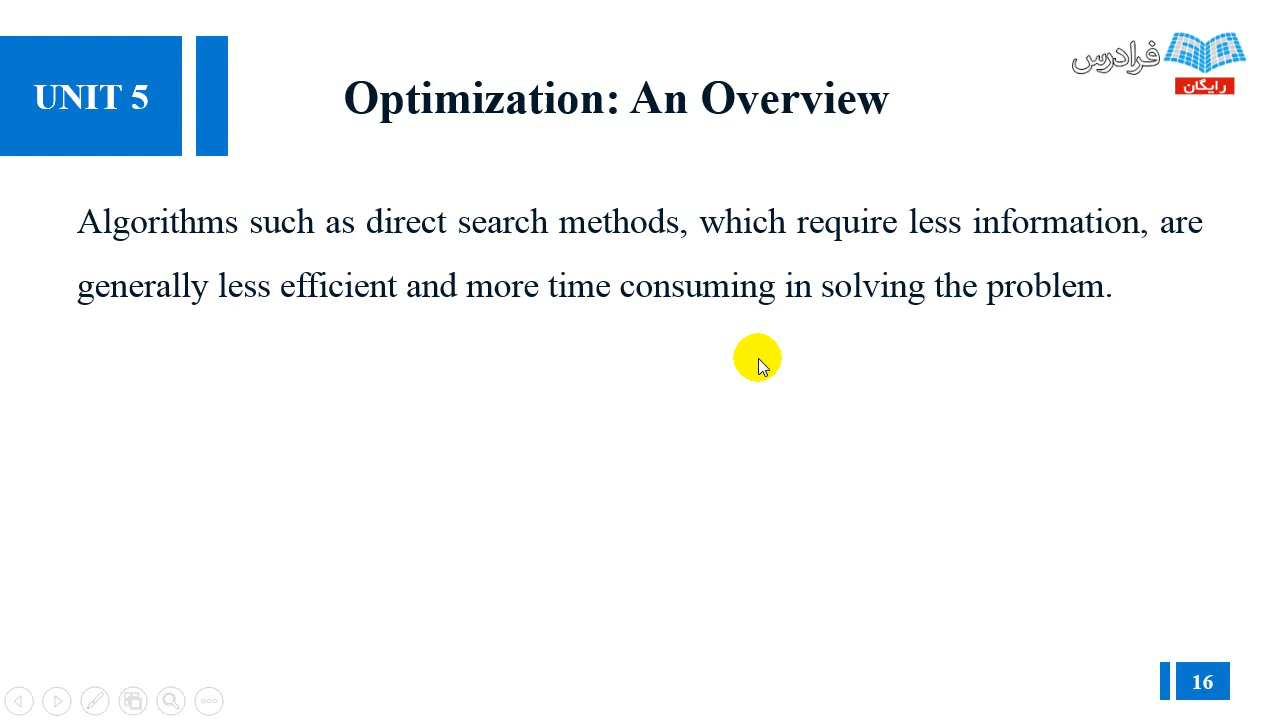 UNIT 5
Optimization: An Overview
فرادرس
رایگان
Algorithms such as direct search methods, which require less information, are
generally less efficient and more time consuming in solving the problem.
16